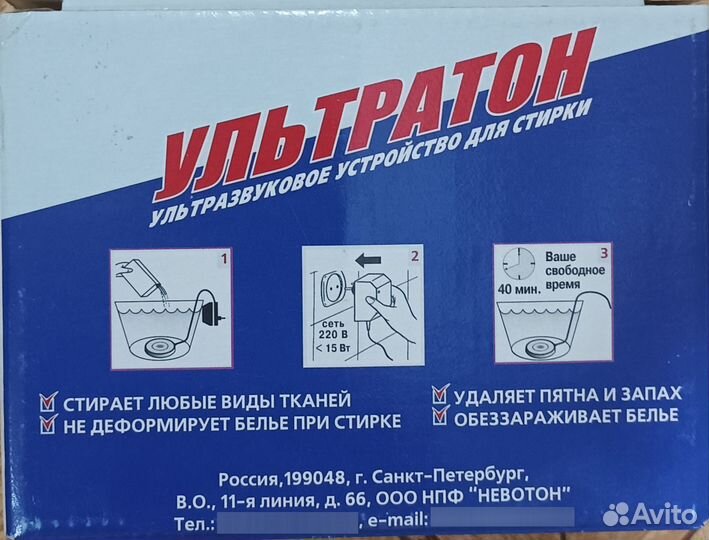 УЛЬТРАТОН
УЛЬТРАЗВУКОВОЕ УСТРОЙСТВО ДЛЯ СТИРКИ
1
2
сеть
220 В
< 15 Вт
3
Ваше
свободное
время
40 мин.
СТИРАЕТ ЛЮБЫЕ ВИДЫ ТКАНЕЙ
НЕ ДЕФОРМИРУЕТ БЕЛЬЕ ПРИ СТИРКЕ
УДАЛЯЕТ ПЯТНА И ЗАПАХ
ОБЕЗЗАРАЖИВАЕТ БЕЛЬЕ
Россия,199048, г. Санкт-Петербург,
В.О., 11-я линия, д. 66, ООО НПФ "НЕВОТОН"
Тел.: , e-mail:
Avito